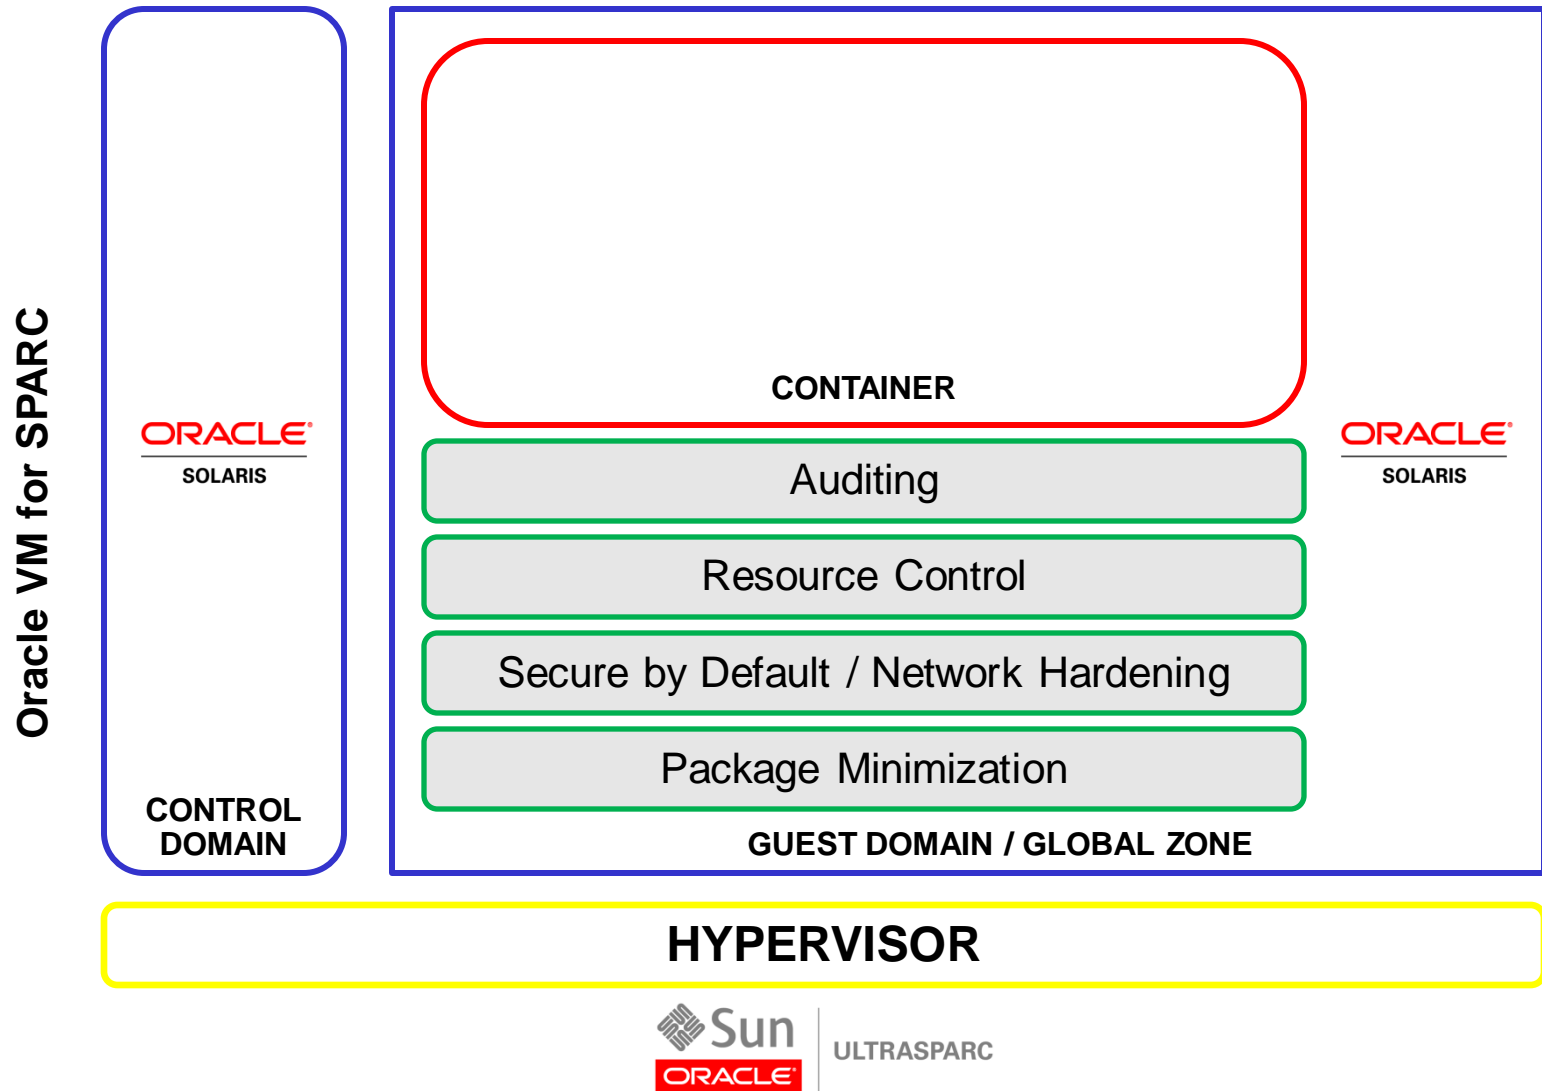 Oracle VM for SPARC
ORACLE®
SOLARIS
CONTROL
DOMAIN
CONTAINER
Auditing
Resource Control
Secure by Default / Network Hardening
Package Minimization
GUEST DOMAIN / GLOBAL ZONE
ORACLE®
SOLARIS
HYPERVISOR
Sun
ORACLE®
ULTRASPARC